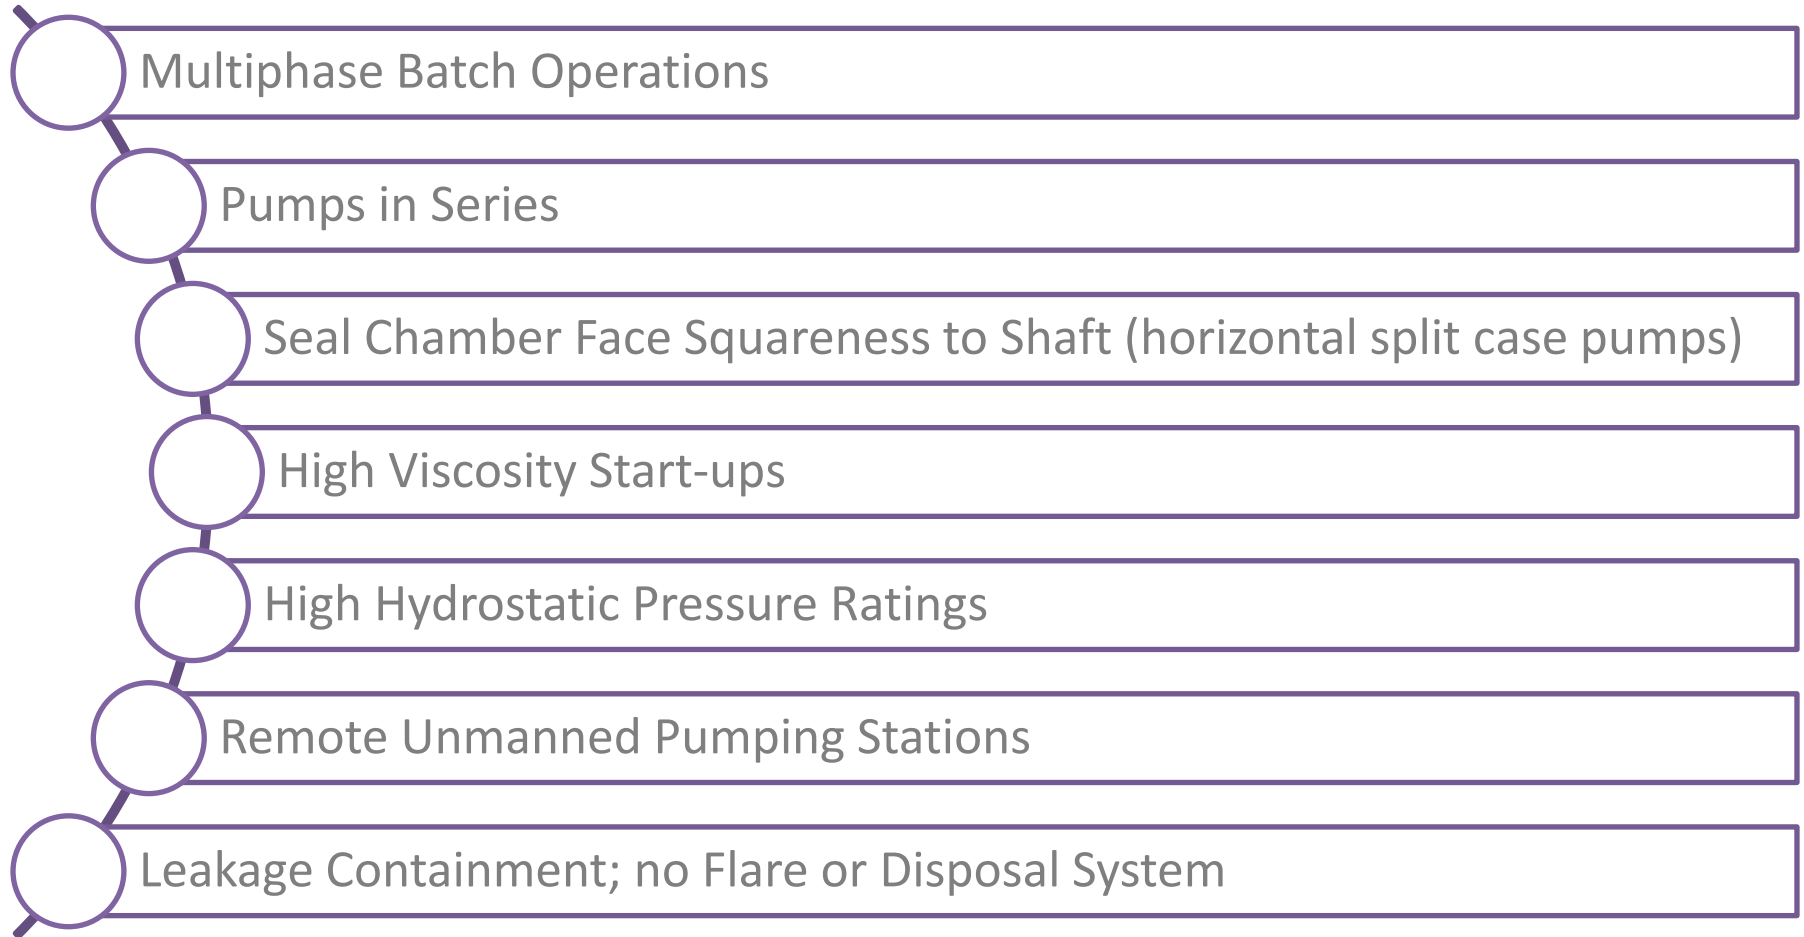 Multiphase Batch Operations
Pumps in Series
Seal Chamber Face Squareness to Shaft (horizontal split case pumps)
High Viscosity Start-ups
High Hydrostatic Pressure Ratings
Remote Unmanned Pumping Stations
Leakage Containment; no Flare or Disposal System